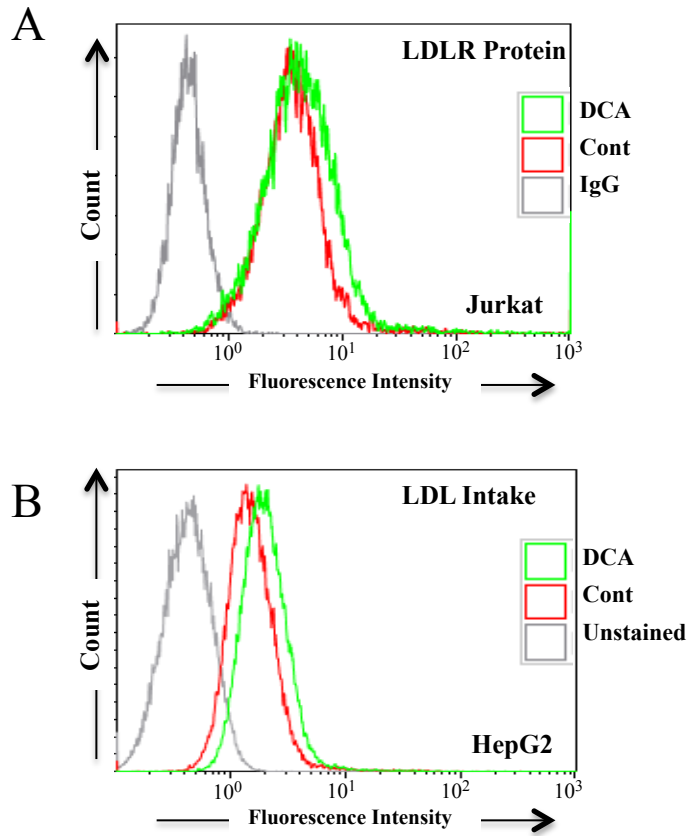 A
LDLR Protein
DCA
Cont
IgG
Count
Jurkat
10⁰ 10¹ 10² 10³
Fluorescence Intensity
B
LDL Intake
DCA
Cont
Unstained
Count
HepG2
10⁰ 10¹ 10² 10³
Fluorescence Intensity